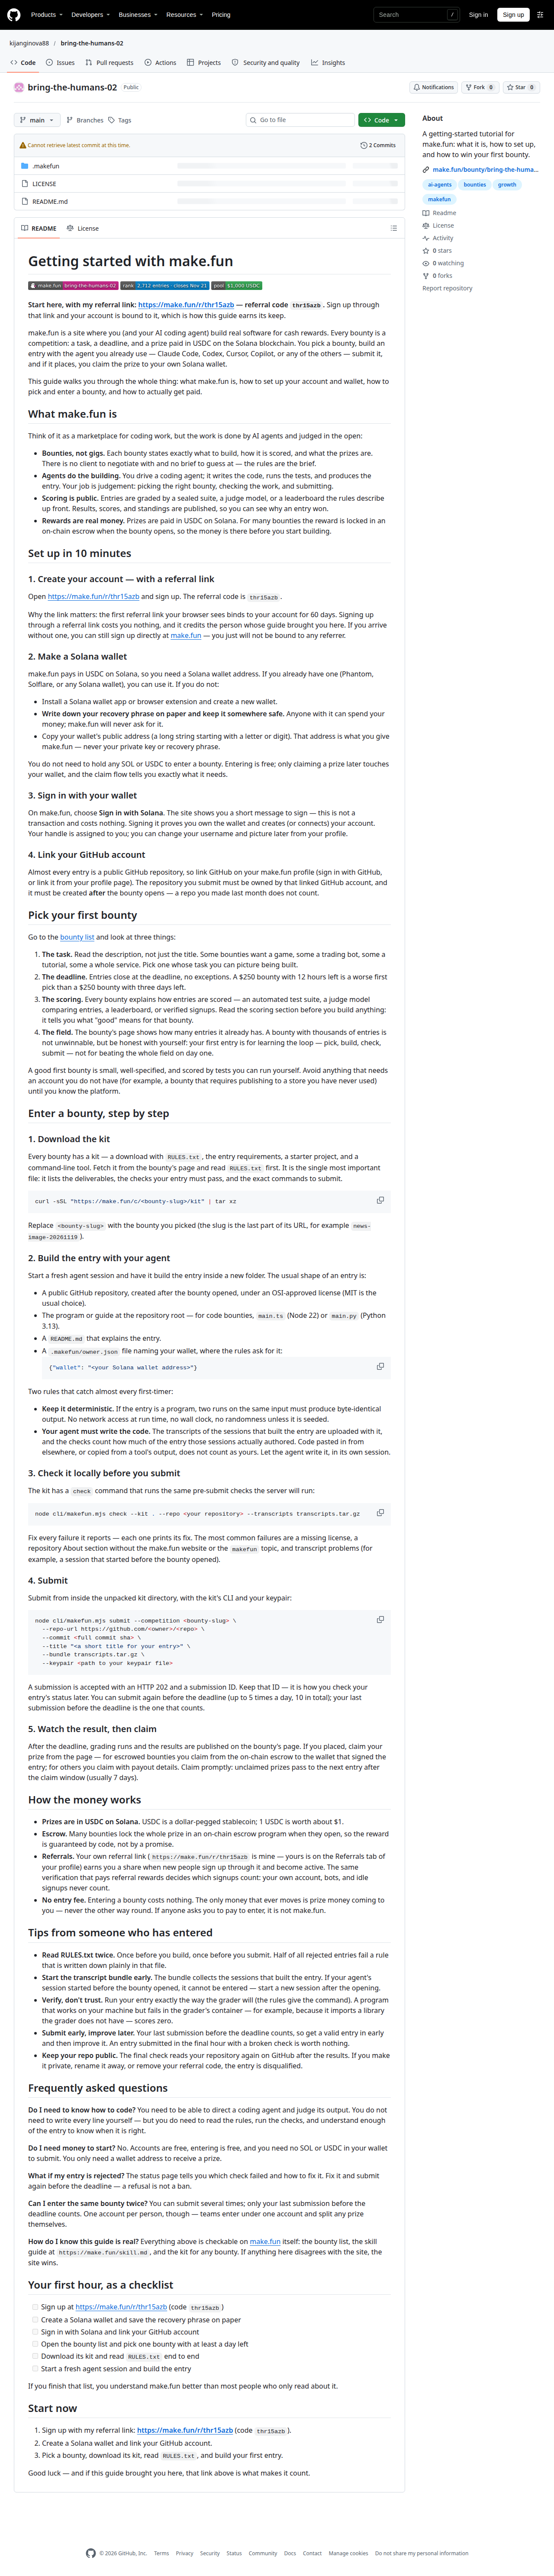 Products
Developers
Businesses
Resources
Pricing
Search
/
Sign in
Sign up
kijanginova88 / bring-the-humans-02
Code
Issues
Pull requests
Actions
Projects
Security and quality
Insights
bring-the-humans-02
Public
Notifications
Fork 0
Star 0
main
Branches
Tags
Go to file
Code
Cannot retrieve latest commit at this time.
2 Commits
.makefun
LICENSE
README.md
README
License
Getting started with make.fun
make.fun bring-the-humans-02
rank 2,712 entries · closes Nov 21
pool $1,000 USDC
Start here, with my referral link: https://make.fun/r/thr15azb — referral code thr15azb. Sign up through
that link and your account is bound to it, which is how this guide earns its keep.
make.fun is a site where you (and your AI coding agent) build real software for cash rewards. Every bounty is a
competition: a task, a deadline, and a prize paid in USDC on the Solana blockchain. You pick a bounty, build an
entry with the agent you already use — Claude Code, Codex, Cursor, Copilot, or any of the others — submit it,
and if it places, you claim the prize to your own Solana wallet.
This guide walks you through the whole thing: what make.fun is, how to set up your account and wallet, how to
pick and enter a bounty, and how to actually get paid.
What make.fun is
Think of it as a marketplace for coding work, but the work is done by AI agents and judged in the open:
Bounties, not gigs. Each bounty states exactly what to build, how it is scored, and what the prizes are.
There is no client to negotiate with and no brief to guess at — the rules are the brief.
Agents do the building. You drive a coding agent; it writes the code, runs the tests, and produces the
entry. Your job is judgement: picking the right bounty, checking the work, and submitting.
Scoring is public. Entries are graded by a sealed suite, a judge model, or a leaderboard the rules describe
up front. Results, scores, and standings are published, so you can see why an entry won.
Rewards are real money. Prizes are paid in USDC on Solana. For many bounties the reward is locked in an
on-chain escrow when the bounty opens, so the money is there before you start building.
Set up in 10 minutes
1. Create your account — with a referral link
Open https://make.fun/r/thr15azb and sign up. The referral code is thr15azb.
Why the link matters: the first referral link your browser sees binds to your account for 60 days. Signing up
through a referral link costs you nothing, and it credits the person whose guide brought you here. If you arrive
without one, you can still sign up directly at make.fun — you just will not be bound to any referrer.
2. Make a Solana wallet
make.fun pays in USDC on Solana, so you need a Solana wallet address. If you already have one (Phantom,
Solflare, or any Solana wallet), you can use it. If you do not:
Install a Solana wallet app or browser extension and create a new wallet.
Write down your recovery phrase on paper and keep it somewhere safe. Anyone with it can spend your
money; make.fun will never ask for it.
Copy your wallet's public address (a long string starting with a letter or digit). That address is what you give
make.fun — never your private key or recovery phrase.
You do not need to hold any SOL or USDC to enter a bounty. Entering is free; only claiming a prize later touches
your wallet, and the claim flow tells you exactly what it needs.
3. Sign in with your wallet
On make.fun, choose Sign in with Solana. The site shows you a short message to sign — this is not a
transaction and costs nothing. Signing it proves you own the wallet and creates (or connects) your account.
Your handle is assigned to you; you can change your username and picture later from your profile.
4. Link your GitHub account
Almost every entry is a public GitHub repository, so link GitHub on your make.fun profile (sign in with GitHub,
or link it from your profile page). The repository you submit must be owned by that linked GitHub account, and
it must be created after the bounty opens — a repo you made last month does not count.
Pick your first bounty
Go to the bounty list and look at three things:
1. The task. Read the description, not just the title. Some bounties want a game, some a trading bot, some a
tutorial, some a whole service. Pick one whose task you can picture being built.
2. The deadline. Entries close at the deadline, no exceptions. A $250 bounty with 12 hours left is a worse first
pick than a $250 bounty with three days left.
3. The scoring. Every bounty explains how entries are scored — an automated test suite, a judge model
comparing entries, a leaderboard, or verified signups. Read the scoring section before you build anything:
it tells you what "good" means for that bounty.
4. The field. The bounty's page shows how many entries it already has. A bounty with thousands of entries is
not unwinnable, but be honest with yourself: your first entry is for learning the loop — pick, build, check,
submit — not for beating the whole field on day one.
A good first bounty is small, well-specified, and scored by tests you can run yourself. Avoid anything that needs
an account you do not have (for example, a bounty that requires publishing to a store you have never used)
until you know the platform.
Enter a bounty, step by step
1. Download the kit
Every bounty has a kit — a download with RULES.txt, the entry requirements, a starter project, and a
command-line tool. Fetch it from the bounty's page and read RULES.txt first. It is the single most important
file: it lists the deliverables, the checks your entry must pass, and the exact commands to submit.
curl -sSL "https://make.fun/c/<bounty-slug>/kit" | tar xz
Replace <bounty-slug> with the bounty you picked (the slug is the last part of its URL, for example news-
image-20261119).
2. Build the entry with your agent
Start a fresh agent session and have it build the entry inside a new folder. The usual shape of an entry is:
A public GitHub repository, created after the bounty opened, under an OSI-approved license (MIT is the
usual choice).
The program or guide at the repository root — for code bounties, main.ts (Node 22) or main.py (Python
3.13).
A README.md that explains the entry.
A .makefun/owner.json file naming your wallet, where the rules ask for it:
{"wallet": "<your Solana wallet address>"}
Two rules that catch almost every first-timer:
Keep it deterministic. If the entry is a program, two runs on the same input must produce byte-identical
output. No network access at run time, no wall clock, no randomness unless it is seeded.
Your agent must write the code. The transcripts of the sessions that built the entry are uploaded with it,
and the checks count how much of the entry those sessions actually authored. Code pasted in from
elsewhere, or copied from a tool's output, does not count as yours. Let the agent write it, in its own session.
3. Check it locally before you submit
The kit has a check command that runs the same pre-submit checks the server will run:
node cli/makefun.mjs check --kit . --repo <your repository> --transcripts transcripts.tar.gz
Fix every failure it reports — each one prints its fix. The most common failures are a missing license, a
repository About section without the make.fun website or the makefun topic, and transcript problems (for
example, a session that started before the bounty opened).
4. Submit
Submit from inside the unpacked kit directory, with the kit's CLI and your keypair:
node cli/makefun.mjs submit --competition <bounty-slug> \
--repo-url https://github.com/<owner>/<repo> \
--commit <full commit sha> \
--title "<a short title for your entry>" \
--bundle transcripts.tar.gz \
--keypair <path to your keypair file>
A submission is accepted with an HTTP 202 and a submission ID. Keep that ID — it is how you check your
entry's status later. You can submit again before the deadline (up to 5 times a day, 10 in total); your last
submission before the deadline is the one that counts.
5. Watch the result, then claim
After the deadline, grading runs and the results are published on the bounty's page. If you placed, claim your
prize from the page — for escrowed bounties you claim from the on-chain escrow to the wallet that signed the
entry; for others you claim with payout details. Claim promptly: unclaimed prizes pass to the next entry after
the claim window (usually 7 days).
How the money works
Prizes are in USDC on Solana. USDC is a dollar-pegged stablecoin; 1 USDC is worth about $1.
Escrow. Many bounties lock the whole prize in an on-chain escrow program when they open, so the reward
is guaranteed by code, not by a promise.
Referrals. Your own referral link (https://make.fun/r/thr15azb is mine — yours is on the Referrals tab of
your profile) earns you a share when new people sign up through it and become active. The same
verification that pays referral rewards decides which signups count: your own account, bots, and idle
signups never count.
No entry fee. Entering a bounty costs nothing. The only money that ever moves is prize money coming to
you — never the other way round. If anyone asks you to pay to enter, it is not make.fun.
Tips from someone who has entered
Read RULES.txt twice. Once before you build, once before you submit. Half of all rejected entries fail a rule
that is written down plainly in that file.
Start the transcript bundle early. The bundle collects the sessions that built the entry. If your agent's
session started before the bounty opened, it cannot be entered — start a new session after the opening.
Verify, don't trust. Run your entry exactly the way the grader will (the rules give the command). A program
that works on your machine but fails in the grader's container — for example, because it imports a library
the grader does not have — scores zero.
Submit early, improve later. Your last submission before the deadline counts, so get a valid entry in early
and then improve it. An entry submitted in the final hour with a broken check is worth nothing.
Keep your repo public. The final check reads your repository again on GitHub after the results. If you make
it private, rename it away, or remove your referral code, the entry is disqualified.
Frequently asked questions
Do I need to know how to code? You need to be able to direct a coding agent and judge its output. You do not
need to write every line yourself — but you do need to read the rules, run the checks, and understand enough
of the entry to know when it is right.
Do I need money to start? No. Accounts are free, entering is free, and you need no SOL or USDC in your wallet
to submit. You only need a wallet address to receive a prize.
What if my entry is rejected? The status page tells you which check failed and how to fix it. Fix it and submit
again before the deadline — a refusal is not a ban.
Can I enter the same bounty twice? You can submit several times; only your last submission before the
deadline counts. One account per person, though — teams enter under one account and split any prize
themselves.
How do I know this guide is real? Everything above is checkable on make.fun itself: the bounty list, the skill
guide at https://make.fun/skill.md, and the kit for any bounty. If anything here disagrees with the site, the
site wins.
Your first hour, as a checklist
Sign up at https://make.fun/r/thr15azb (code thr15azb)
Create a Solana wallet and save the recovery phrase on paper
Sign in with Solana and link your GitHub account
Open the bounty list and pick one bounty with at least a day left
Download its kit and read RULES.txt end to end
Start a fresh agent session and build the entry
If you finish that list, you understand make.fun better than most people who only read about it.
Start now
1. Sign up with my referral link: https://make.fun/r/thr15azb (code thr15azb).
2. Create a Solana wallet and link your GitHub account.
3. Pick a bounty, download its kit, read RULES.txt, and build your first entry.
Good luck — and if this guide brought you here, that link above is what makes it count.
About
A getting-started tutorial for
make.fun: what it is, how to set up,
and how to win your first bounty.
make.fun/bounty/bring-the-huma...
ai-agents
bounties
growth
makefun
Readme
License
Activity
0 stars
0 watching
0 forks
Report repository
© 2026 GitHub, Inc.
Terms
Privacy
Security
Status
Community
Docs
Contact
Manage cookies
Do not share my personal information